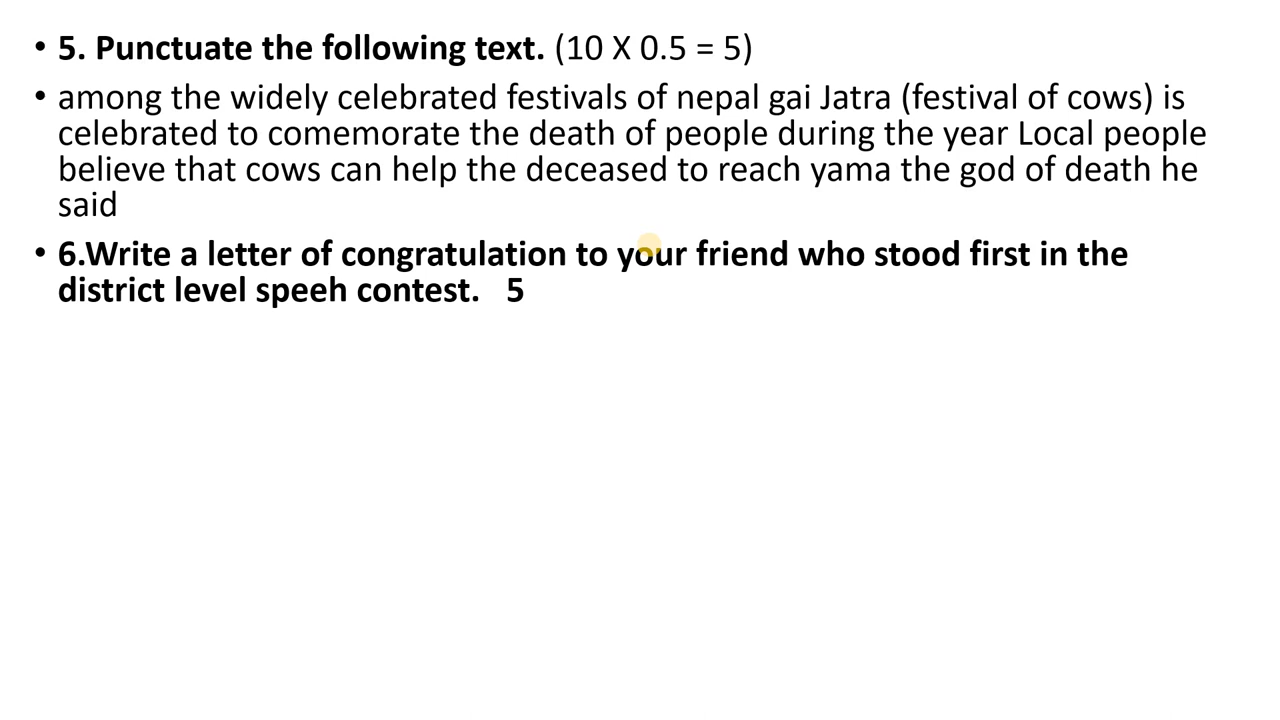 • 5. Punctuate the following text. (10 X 0.5 = 5)
• among the widely celebrated festivals of nepal gai Jatra (festival of cows) is
celebrated to comemorate the death of people during the year Local people
believe that cows can help the deceased to reach yama the god of death he
said
• 6.Write a letter of congratulation to your friend who stood first in the
district level speeh contest. 5